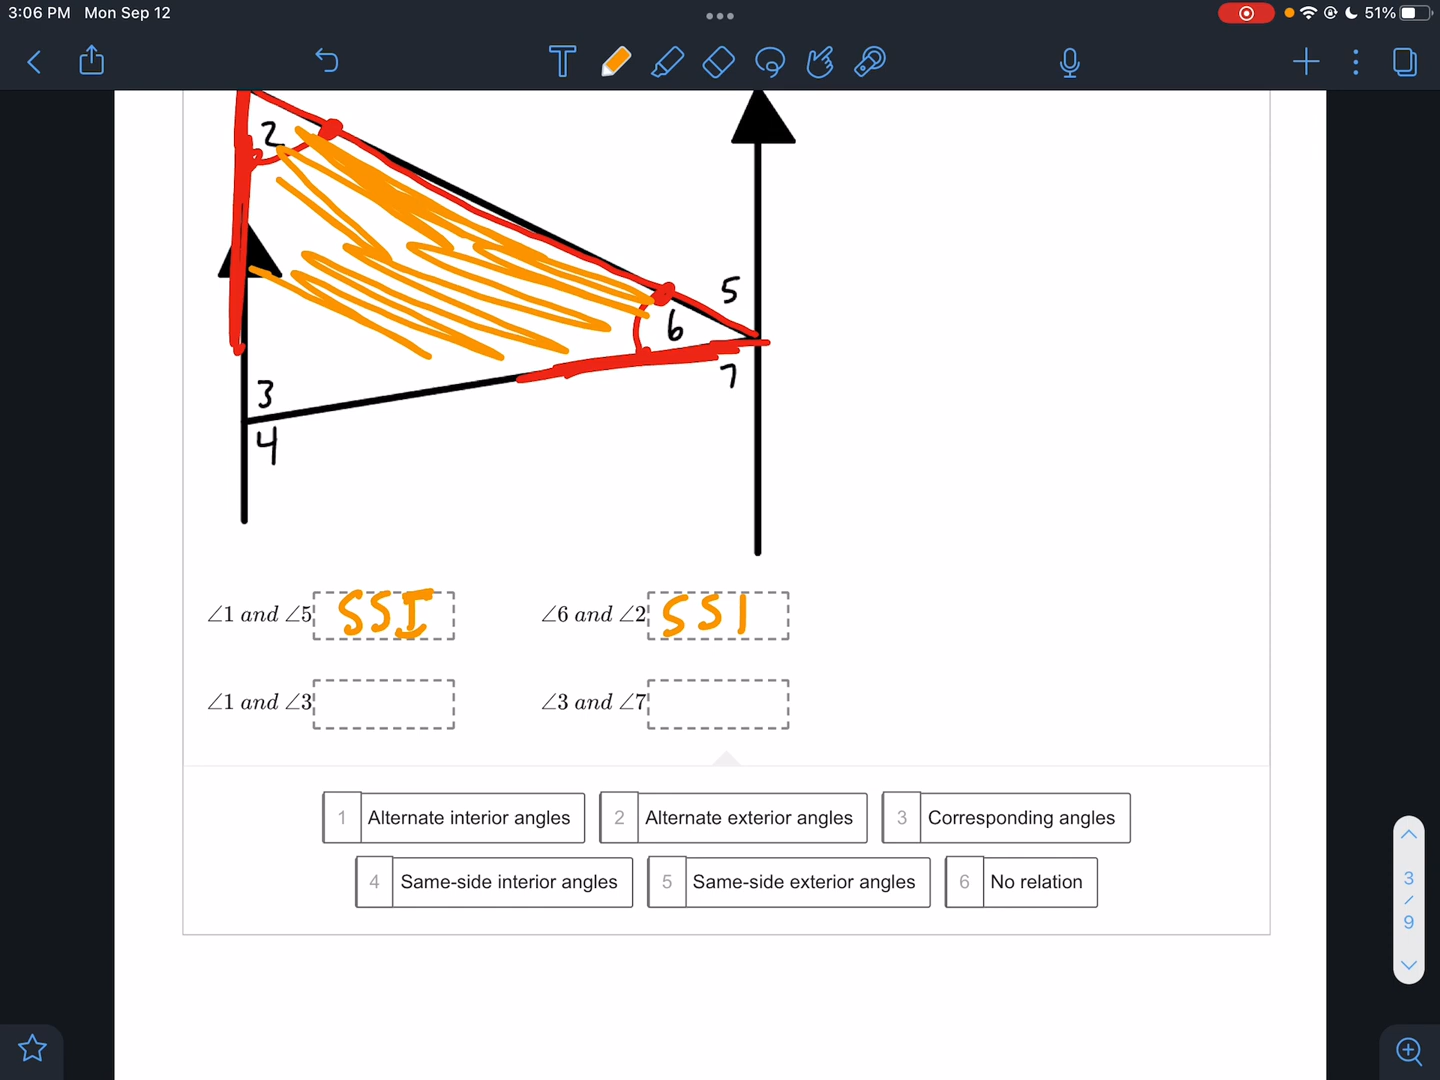 3:06 PM Mon Sep 12
51%
T
2
5
6
7
3
4
∠1 and ∠5 SSI ∠6 and ∠2 SSI
∠1 and ∠3 ∠3 and ∠7
1 Alternate interior angles 2 Alternate exterior angles 3 Corresponding angles
4 Same-side interior angles 5 Same-side exterior angles 6 No relation
3
/
9